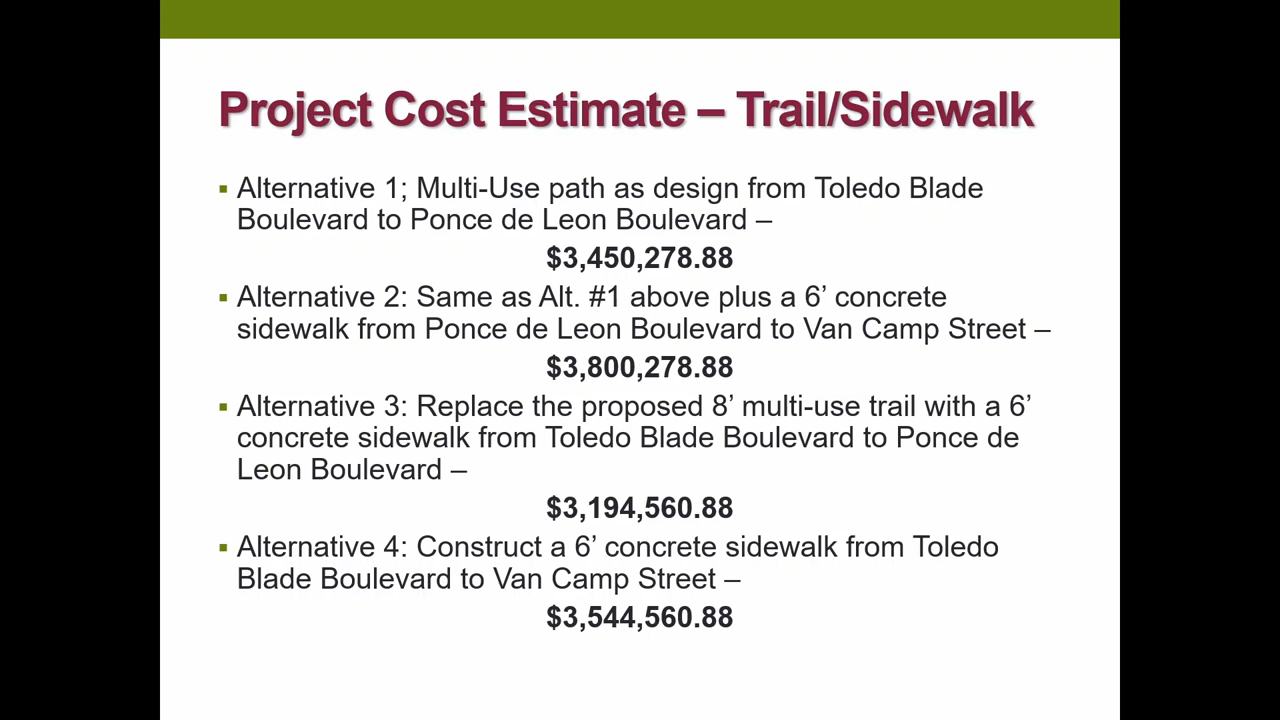 Project Cost Estimate – Trail/Sidewalk
▪ Alternative 1; Multi-Use path as design from Toledo Blade
Boulevard to Ponce de Leon Boulevard –
$3,450,278.88
▪ Alternative 2: Same as Alt. #1 above plus a 6’ concrete
sidewalk from Ponce de Leon Boulevard to Van Camp Street –
$3,800,278.88
▪ Alternative 3: Replace the proposed 8’ multi-use trail with a 6’
concrete sidewalk from Toledo Blade Boulevard to Ponce de
Leon Boulevard –
$3,194,560.88
▪ Alternative 4: Construct a 6’ concrete sidewalk from Toledo
Blade Boulevard to Van Camp Street –
$3,544,560.88